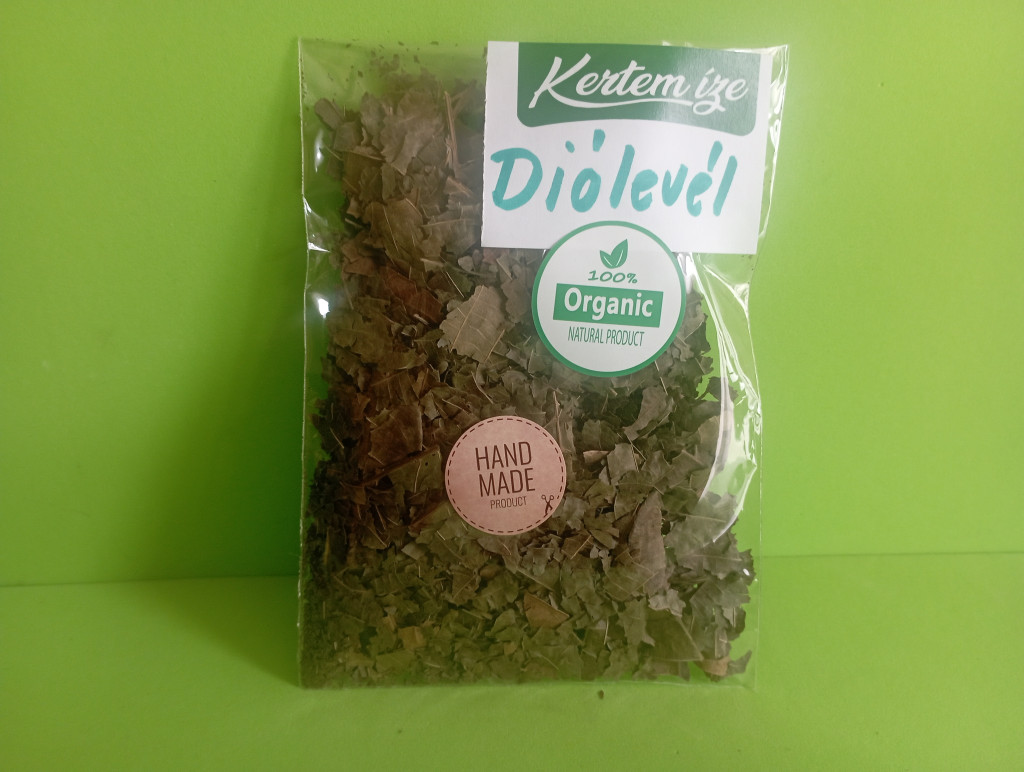 Kertem íze
Diólevél
100%
Organic
NATURAL PRODUCT
HAND
MADE
PRODUCT